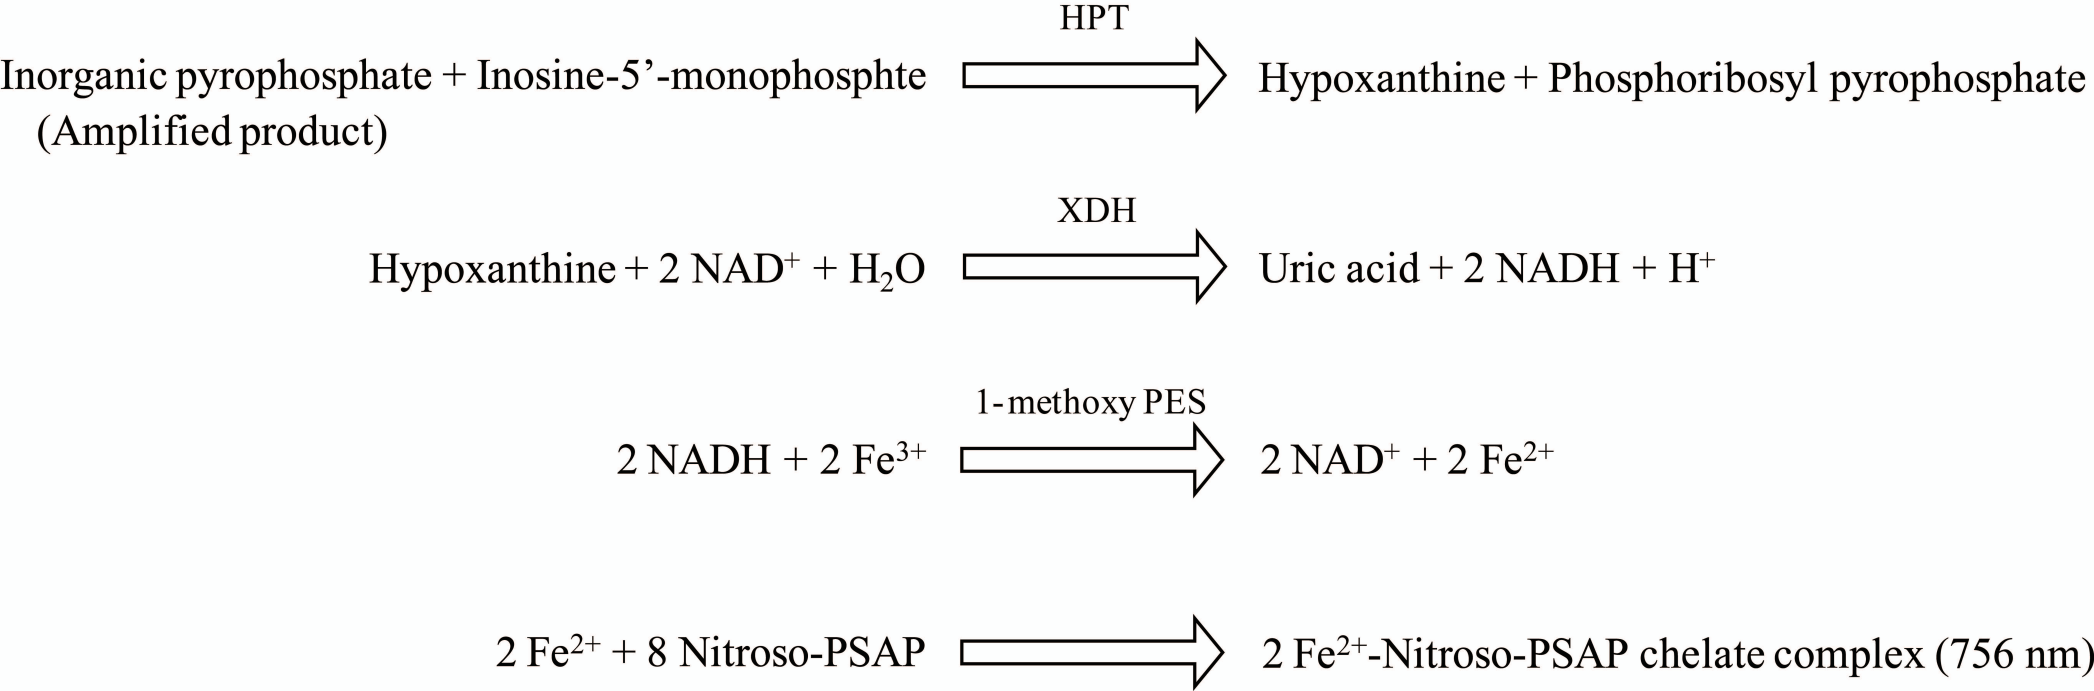 HPT
Inorganic pyrophosphate + Inosine-5’-monophosphte
Hypoxanthine + Phosphoribosyl pyrophosphate
(Amplified product)
XDH
Hypoxanthine + 2 NAD⁺ + H₂O
Uric acid + 2 NADH + H⁺
1-methoxy PES
2 NADH + 2 Fe³⁺
2 NAD⁺ + 2 Fe²⁺
2 Fe²⁺ + 8 Nitroso-PSAP
2 Fe²⁺-Nitroso-PSAP chelate complex (756 nm)